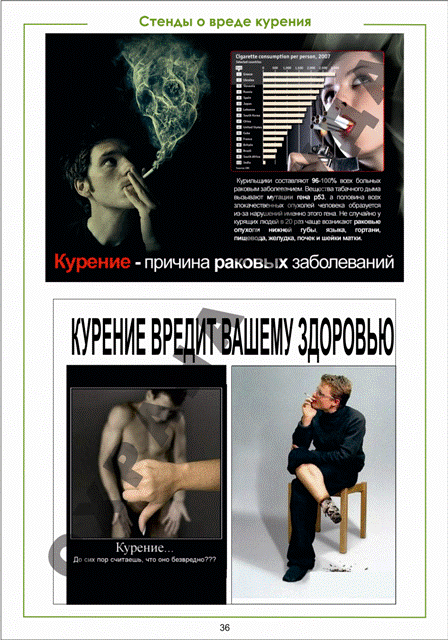 Стенды о вреде курения
Cigarette consumption per person, 2007
Курильщики составляют 96-100% всех больных
раковым заболеванием. Вещества табачного дыма
вызывают мутации гена р53, а половина всех
злокачественных опухолей человека образуется
из-за нарушений именно этого гена. Не случайно у
курящих людей в 20 раз чаще возникают раковые
опухоли нижней губы, языка, гортани,
пищевода, желудка, почек и шейки матки.
Курение - причина раковых заболеваний
КУРЕНИЕ ВРЕДИТ ВАШЕМУ ЗДОРОВЬЮ
Курение...
До сих пор считаешь, что оно безвредно???
36